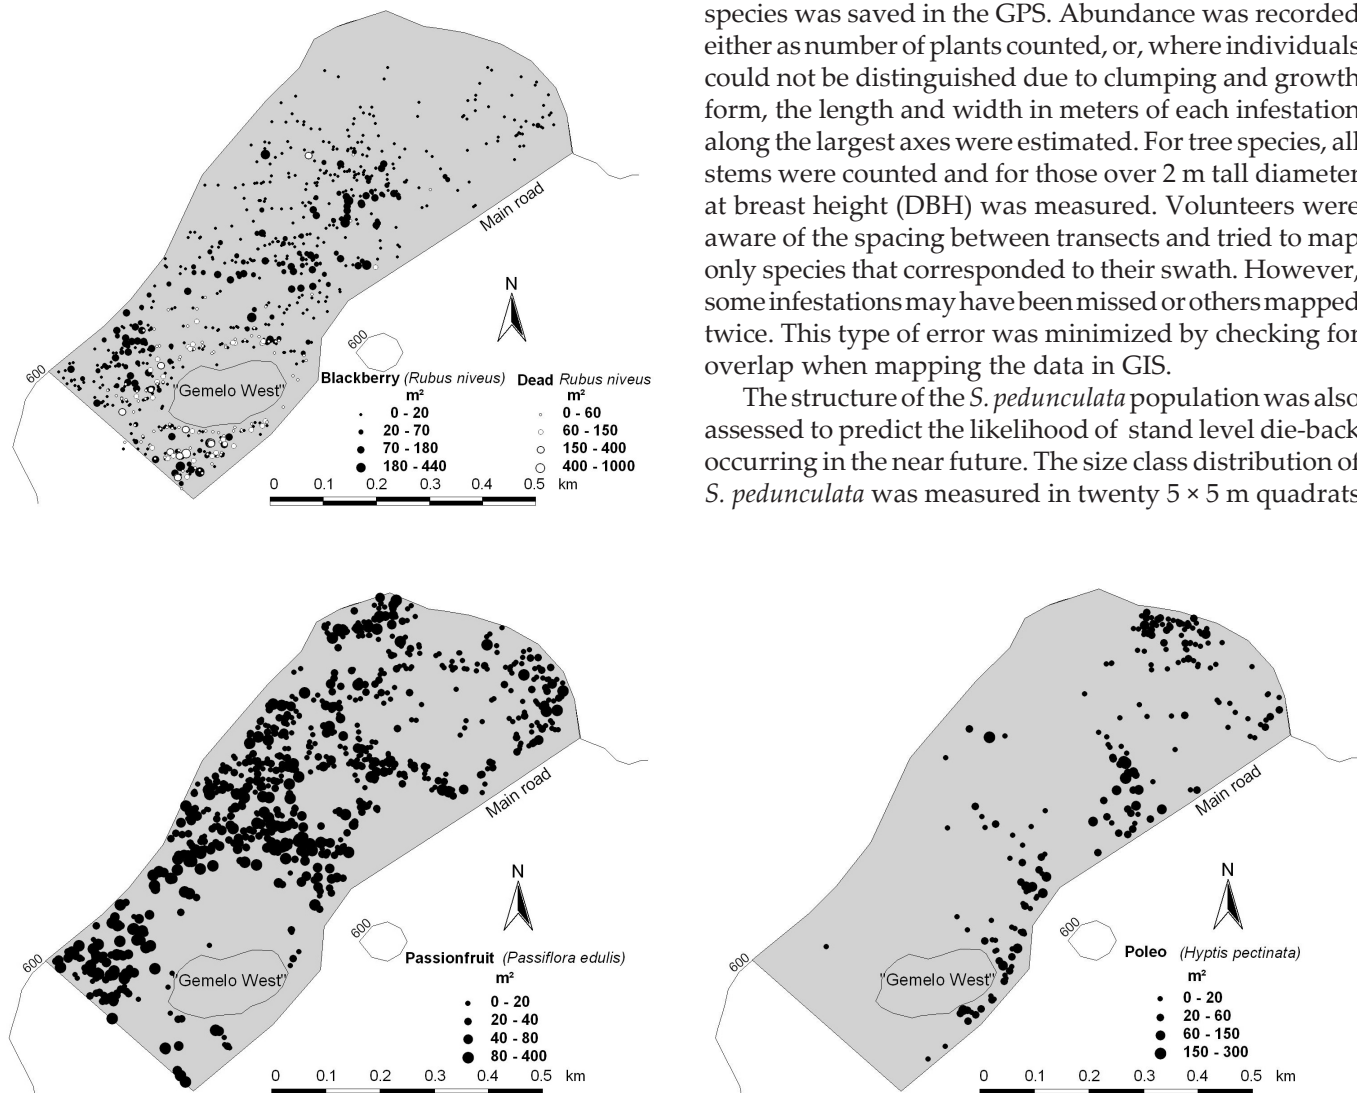 Main road
N
600
600
"Gemelo West"
Blackberry (Rubus niveus)
m²
0 - 20
20 - 70
70 - 180
180 - 440
Dead Rubus niveus
m²
0 - 60
60 - 150
150 - 400
400 - 1000
0 0.1 0.2 0.3 0.4 0.5 km
species was saved in the GPS. Abundance was recorded
either as number of plants counted, or, where individuals
could not be distinguished due to clumping and growth
form, the length and width in meters of each infestation
along the largest axes were estimated. For tree species, all
stems were counted and for those over 2 m tall diameter
at breast height (DBH) was measured. Volunteers were
aware of the spacing between transects and tried to map
only species that corresponded to their swath. However,
some infestations may have been missed or others mapped
twice. This type of error was minimized by checking for
overlap when mapping the data in GIS.
The structure of the S. pedunculata population was also
assessed to predict the likelihood of stand level die-back
occurring in the near future. The size class distribution of
S. pedunculata was measured in twenty 5 × 5 m quadrats
Main road
N
600
600
"Gemelo West"
Passionfruit (Passiflora edulis)
m²
0 - 20
20 - 40
40 - 80
80 - 400
0 0.1 0.2 0.3 0.4 0.5 km
Main road
N
600
600
"Gemelo West"
Poleo (Hyptis pectinata)
m²
0 - 20
20 - 60
60 - 150
150 - 300
0 0.1 0.2 0.3 0.4 0.5 km